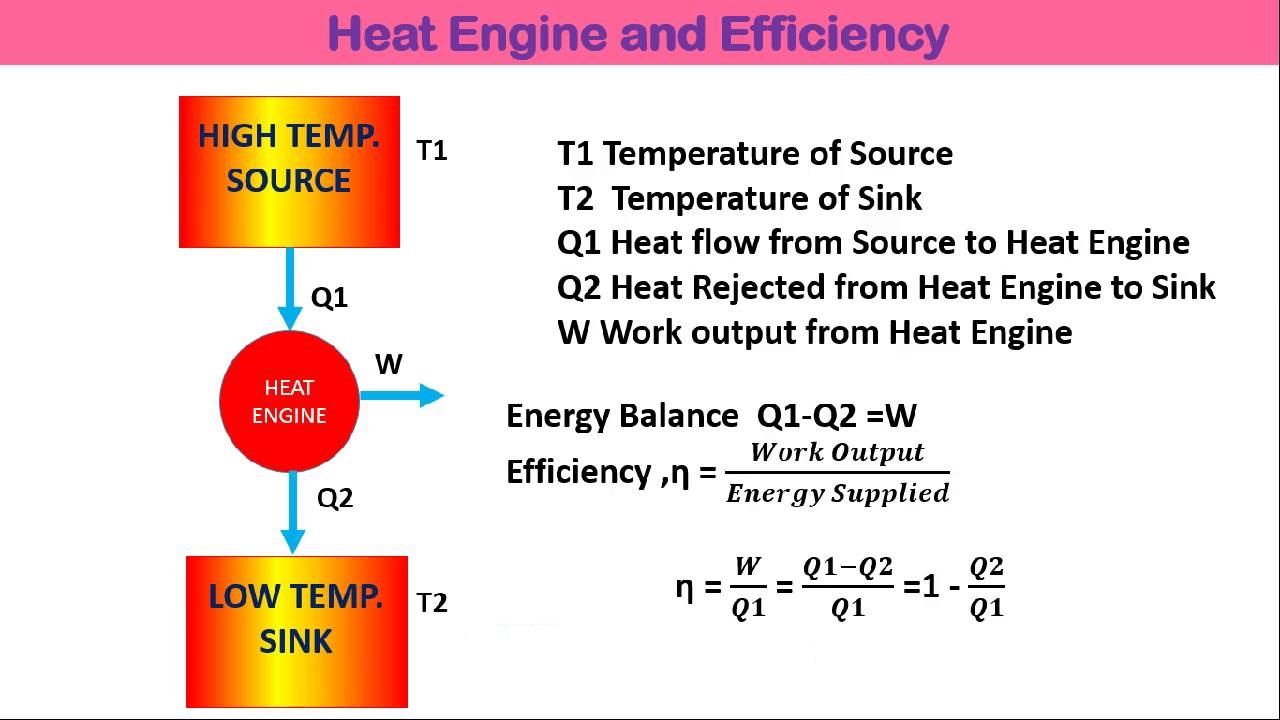 Heat Engine and Efficiency
HIGH TEMP.
SOURCE
T1
Q1
HEAT
ENGINE
W
Q2
LOW TEMP.
SINK
T2
T1 Temperature of Source
T2 Temperature of Sink
Q1 Heat flow from Source to Heat Engine
Q2 Heat Rejected from Heat Engine to Sink
W Work output from Heat Engine
Energy Balance Q1-Q2 =W
Efficiency ,η = Work Output / Energy Supplied
η = W/Q1 = Q1−Q2/Q1 =1 - Q2/Q1